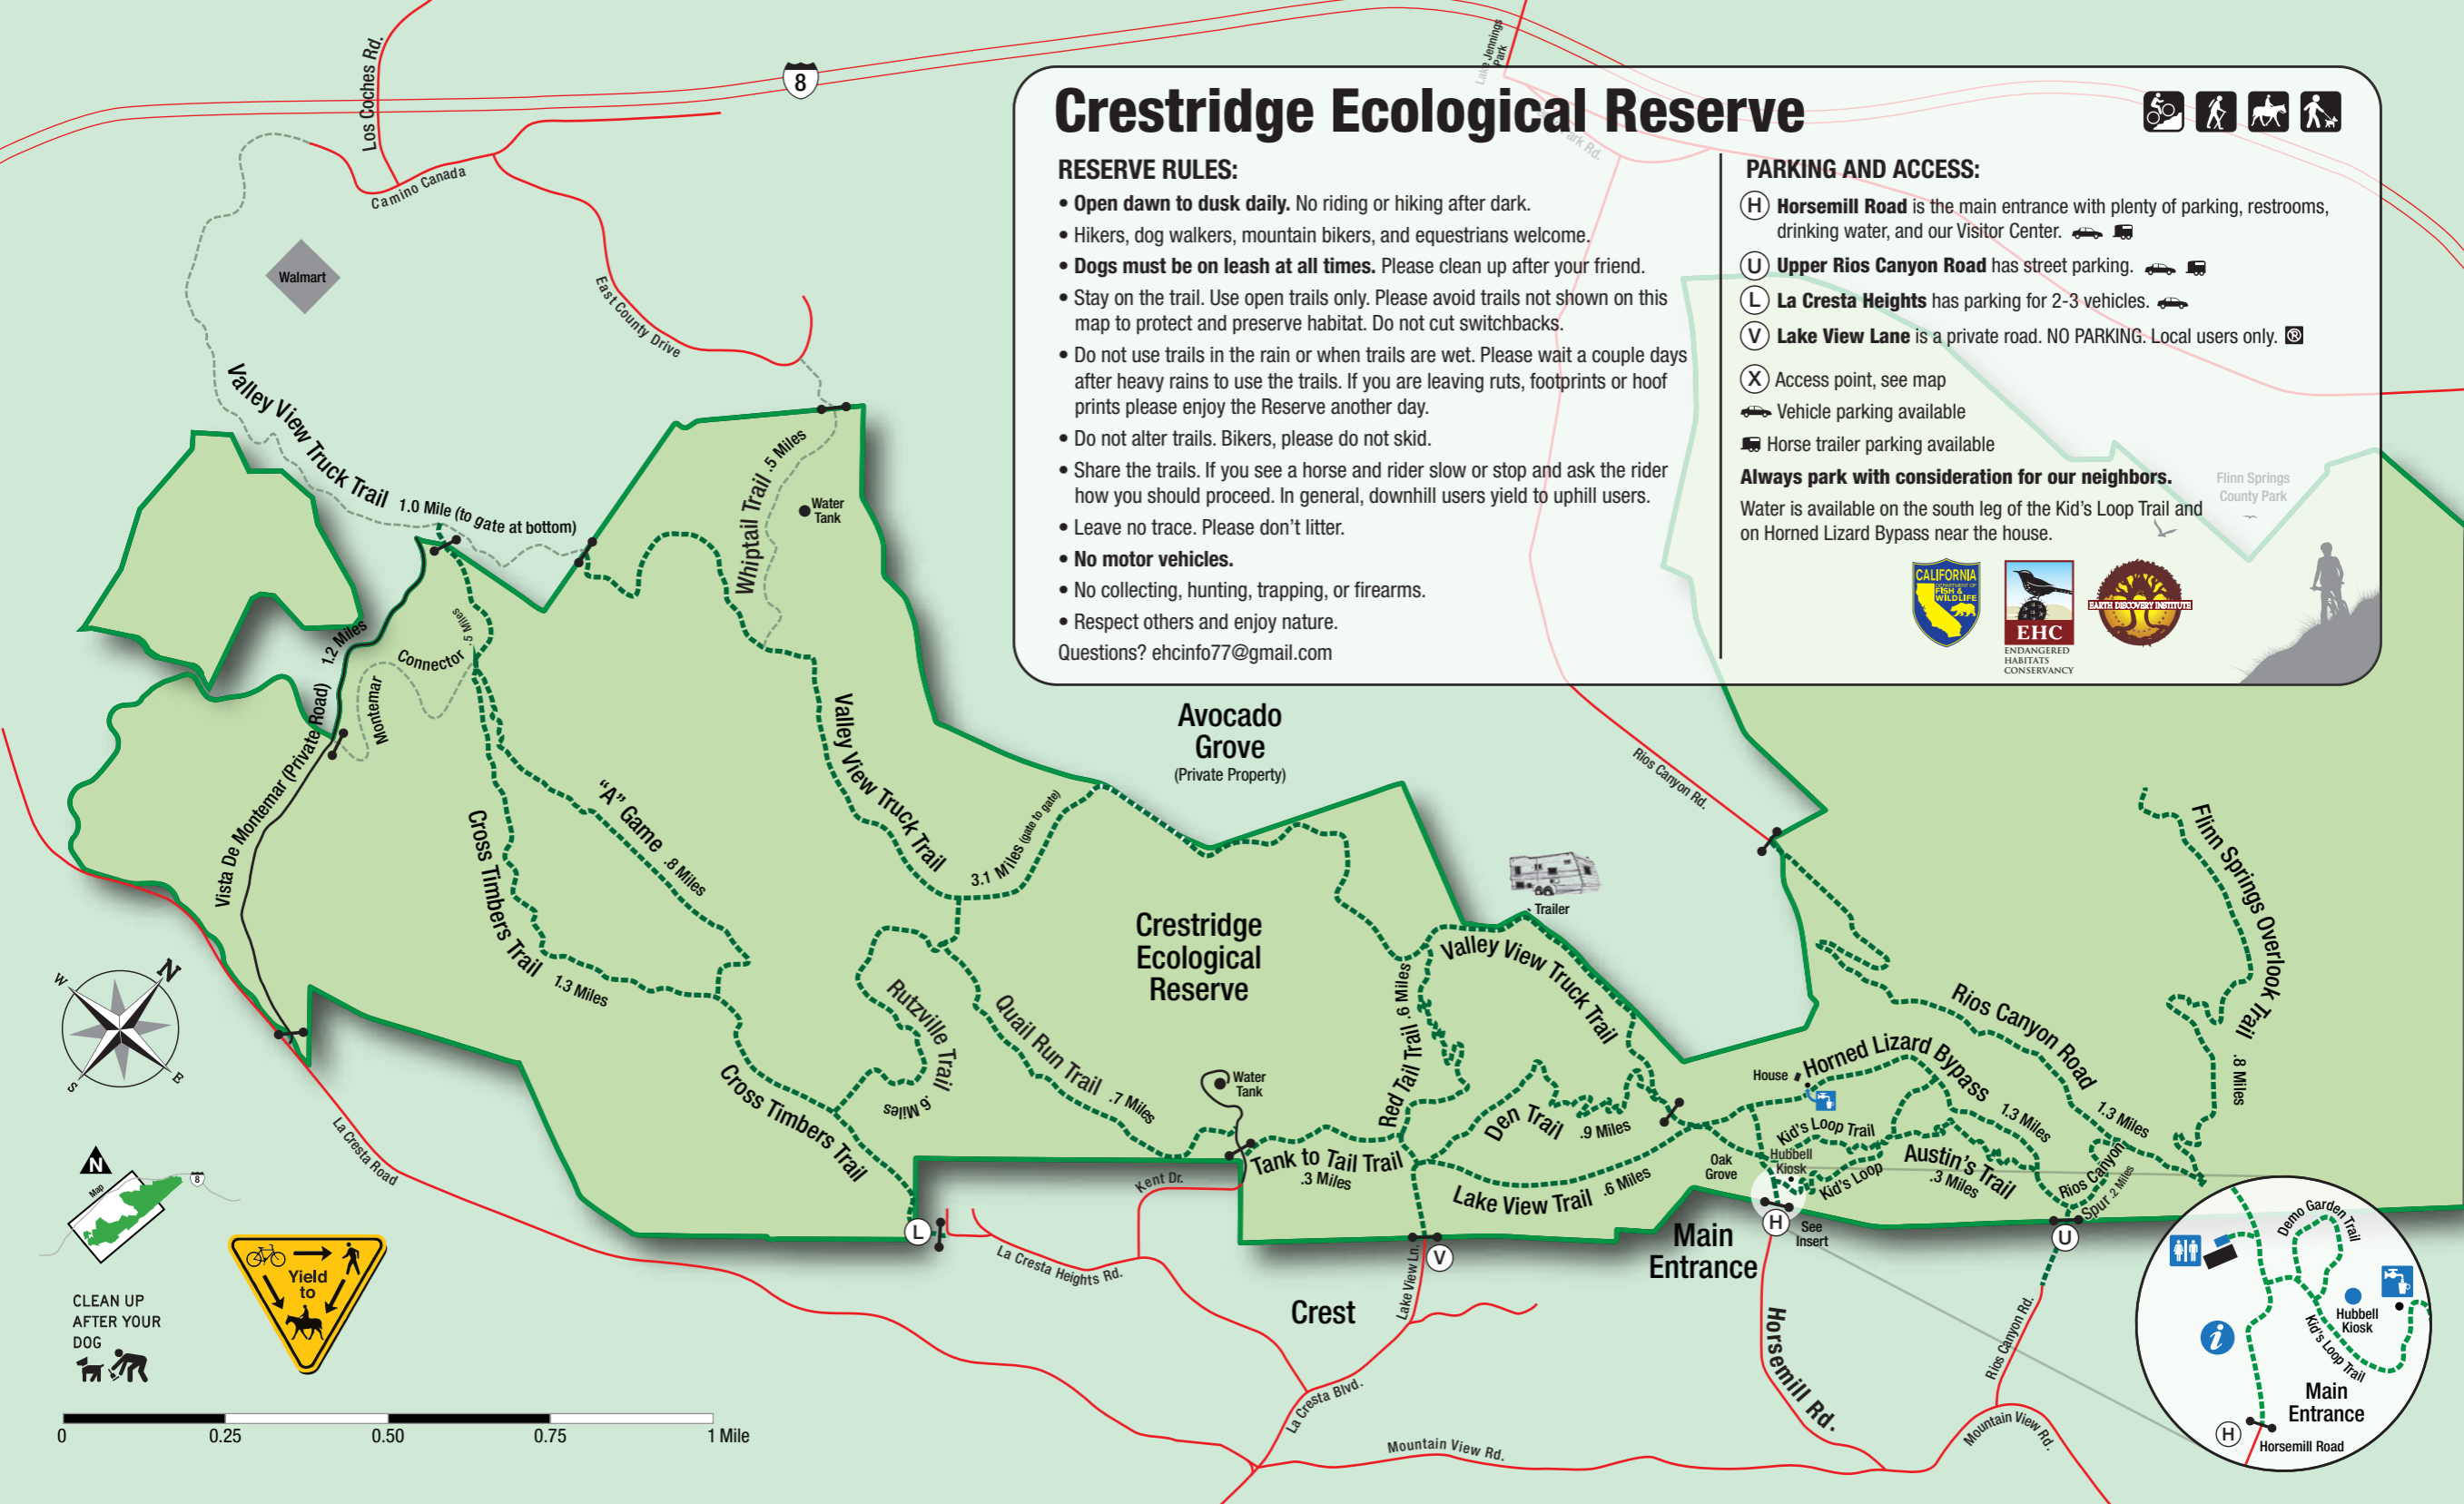 Crestridge Ecological Reserve
RESERVE RULES:
• Open dawn to dusk daily. No riding or hiking after dark.
• Hikers, dog walkers, mountain bikers, and equestrians welcome.
• Dogs must be on leash at all times. Please clean up after your friend.
• Stay on the trail. Use open trails only. Please avoid trails not shown on this
map to protect and preserve habitat. Do not cut switchbacks.
• Do not use trails in the rain or when trails are wet. Please wait a couple days
after heavy rains to use the trails. If you are leaving ruts, footprints or hoof
prints please enjoy the Reserve another day.
• Do not alter trails. Bikers, please do not skid.
• Share the trails. If you see a horse and rider slow or stop and ask the rider
how you should proceed. In general, downhill users yield to uphill users.
• Leave no trace. Please don't litter.
• No motor vehicles.
• No collecting, hunting, trapping, or firearms.
• Respect others and enjoy nature.
Questions? ehcinfo77@gmail.com
PARKING AND ACCESS:
H Horsemill Road is the main entrance with plenty of parking, restrooms,
drinking water, and our Visitor Center.
U Upper Rios Canyon Road has street parking.
L La Cresta Heights has parking for 2-3 vehicles.
V Lake View Lane is a private road. NO PARKING. Local users only.
X Access point, see map
Vehicle parking available
Horse trailer parking available
Always park with consideration for our neighbors.
Water is available on the south leg of the Kid's Loop Trail and
on Horned Lizard Bypass near the house.
CALIFORNIA
DEPARTMENT OF
FISH &
WILDLIFE
EHC
ENDANGERED
HABITATS
CONSERVANCY
EARTH DISCOVERY INSTITUTE
Flinn Springs
County Park
Lake Jennings
Park
ark Rd.
8
Los Coches Rd.
Camino Canada
East County Drive
Walmart
Valley View Truck Trail 1.0 Mile (to gate at bottom)
Whiptail Trail .5 Miles
Water
Tank
1.2 Miles
Vista De Montemar (Private Road)
Montemar
Connector
.5 Miles
Cross Timbers Trail 1.3 Miles
"A" Game .8 Miles
Valley View Truck Trail
3.1 Miles (gate to gate)
Avocado
Grove
(Private Property)
Rios Canyon Rd.
Trailer
Crestridge
Ecological
Reserve
Rutzville Trail
.6 Miles
Quail Run Trail .7 Miles
Cross Timbers Trail
Water
Tank
Red Tail Trail .6 Miles
Valley View Truck Trail
Den Trail .9 Miles
Tank to Tail Trail
.3 Miles
Lake View Trail .6 Miles
House
Horned Lizard Bypass
1.3 Miles
Rios Canyon Road
1.3 Miles
Flinn Springs Overlook Trail
.8 Miles
Kid's Loop Trail
Hubbell
Kiosk
Kid's Loop
Oak
Grove
Austin's Trail
.3 Miles
Rios Canyon
Spur .2 Miles
Main
Entrance
H
See
Insert
U
L
V
Kent Dr.
La Cresta Heights Rd.
Lake View Ln.
Crest
La Cresta Road
La Cresta Blvd.
Mountain View Rd.
Horsemill Rd.
Rios Canyon Rd.
Mountain View Rd.
N
W
E
S
N
Map
8
CLEAN UP
AFTER YOUR
DOG
Yield
to
0 0.25 0.50 0.75 1 Mile
Demo Garden Trail
Hubbell
Kiosk
Kid's Loop Trail
i
Main
Entrance
H
Horsemill Road